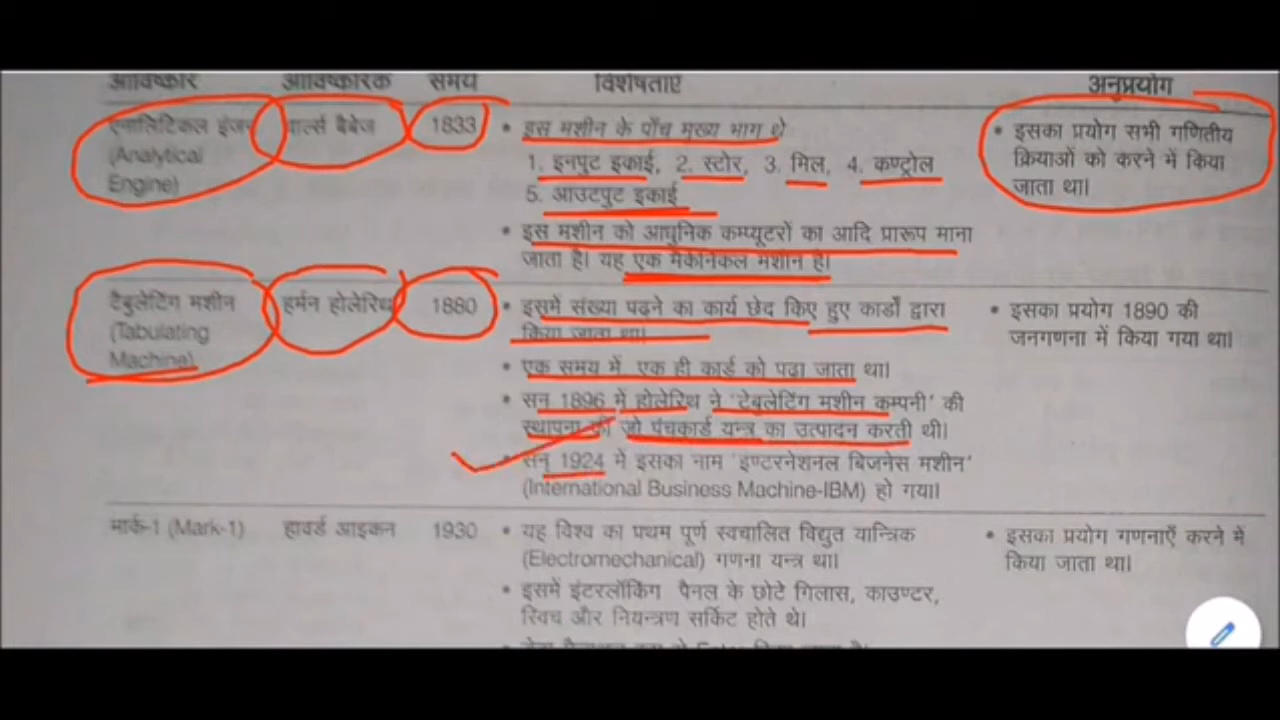 आविष्कार आविष्कारक समय विशेषताएँ अनुप्रयोग
एनालिटिकल इंजन चार्ल्स बैबेज 1833 • इस मशीन के पाँच मुख्य भाग थे • इसका प्रयोग सभी गणितीय
(Analytical 1. इनपुट इकाई, 2. स्टोर, 3. मिल, 4. कण्ट्रोल क्रियाओं को करने में किया
Engine) 5. आउटपुट इकाई जाता था।
• इस मशीन को आधुनिक कम्प्यूटरों का आदि प्रारूप माना
जाता है। यह एक मैकेनिकल मशीन है।
टैबुलेटिंग मशीन हर्मन होलेरिथ 1880 • इसमें संख्या पढ़ने का कार्य छेद किए हुए कार्डों द्वारा • इसका प्रयोग 1890 की
(Tabulating किया जाता था। जनगणना में किया गया था।
Machine) • एक समय में एक ही कार्ड को पढ़ा जाता था।
• सन् 1896 में होलेरिथ ने 'टेबुलेटिंग मशीन कम्पनी' की
स्थापना की जो पंचकार्ड यन्त्र का उत्पादन करती थी।
• सन् 1924 में इसका नाम 'इण्टरनेशनल बिजनेस मशीन'
(International Business Machine-IBM) हो गया।
मार्क-1 (Mark-1) हावर्ड आइकन 1930 • यह विश्व का प्रथम पूर्ण स्वचालित विद्युत यान्त्रिक • इसका प्रयोग गणनाएँ करने में
(Electromechanical) गणना यन्त्र था। किया जाता था।
• इसमें इंटरलॉकिंग पैनल के छोटे गिलास, काउण्टर,
स्विच और नियन्त्रण सर्किट होते थे।